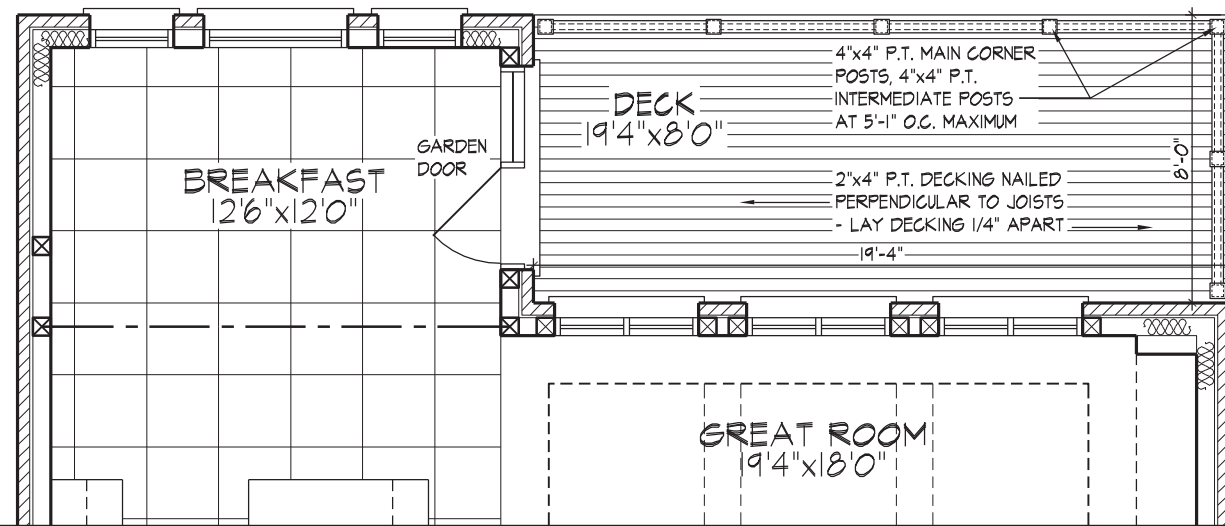 4"x4" P.T. MAIN CORNER
POSTS, 4"x4" P.T.
INTERMEDIATE POSTS
AT 5'-1" O.C. MAXIMUM
DECK
19'4"x8'0"
GARDEN
DOOR
BREAKFAST
12'6"x12'0"
8'-0"
2"x4" P.T. DECKING NAILED
PERPENDICULAR TO JOISTS
- LAY DECKING 1/4" APART
19'-4"
GREAT ROOM
19'4"x18'0"